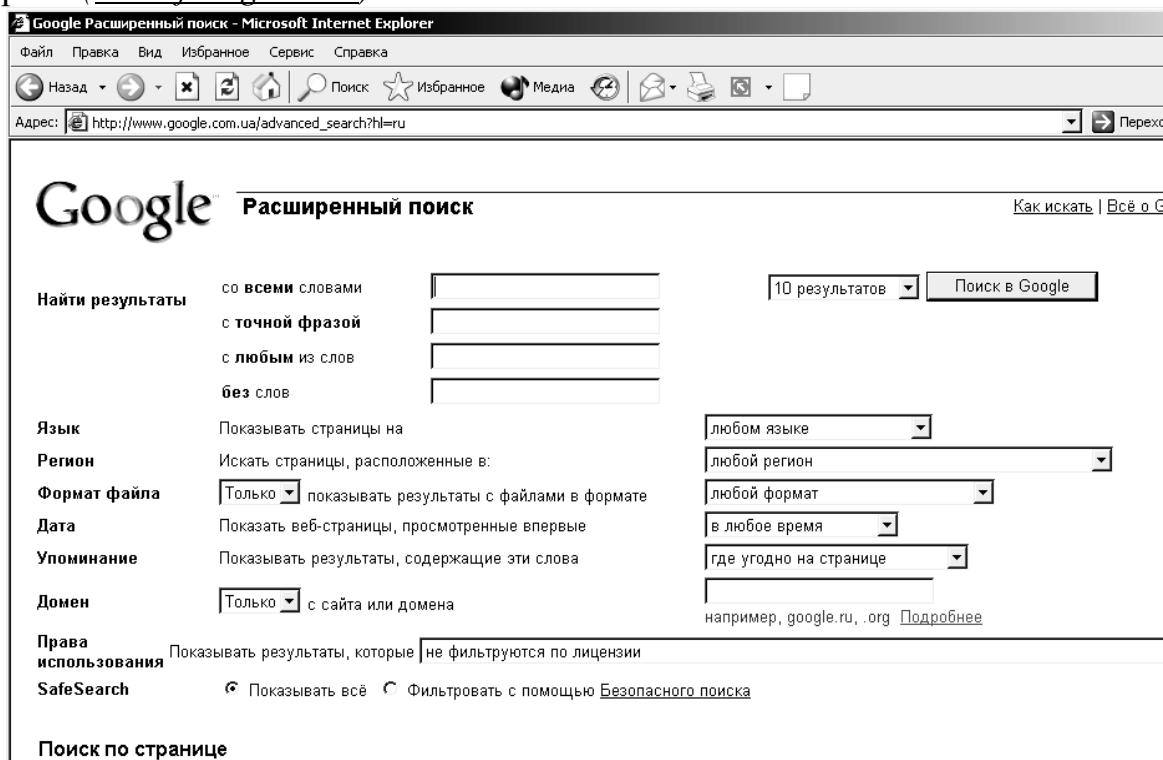 Google Расширенный поиск - Microsoft Internet Explorer
Файл Правка Вид Избранное Сервис Справка
Назад Поиск Избранное Медиа
Адрес: http://www.google.com.ua/advanced_search?hl=ru
Google Расширенный поиск Как искать | Всё о
Найти результаты со всеми словами 10 результатов Поиск в Google
с точной фразой
с любым из слов
без слов
Язык Показывать страницы на любом языке
Регион Искать страницы, расположенные в: любой регион
Формат файла Только показывать результаты с файлами в формате любой формат
Дата Показать веб-страницы, просмотренные впервые в любое время
Упоминание Показывать результаты, содержащие эти слова где угодно на странице
Домен Только с сайта или домена
например, google.ru, .org Подробнее
Права использования Показывать результаты, которые не фильтруются по лицензии
SafeSearch Показывать всё Фильтровать с помощью Безопасного поиска
Поиск по странице